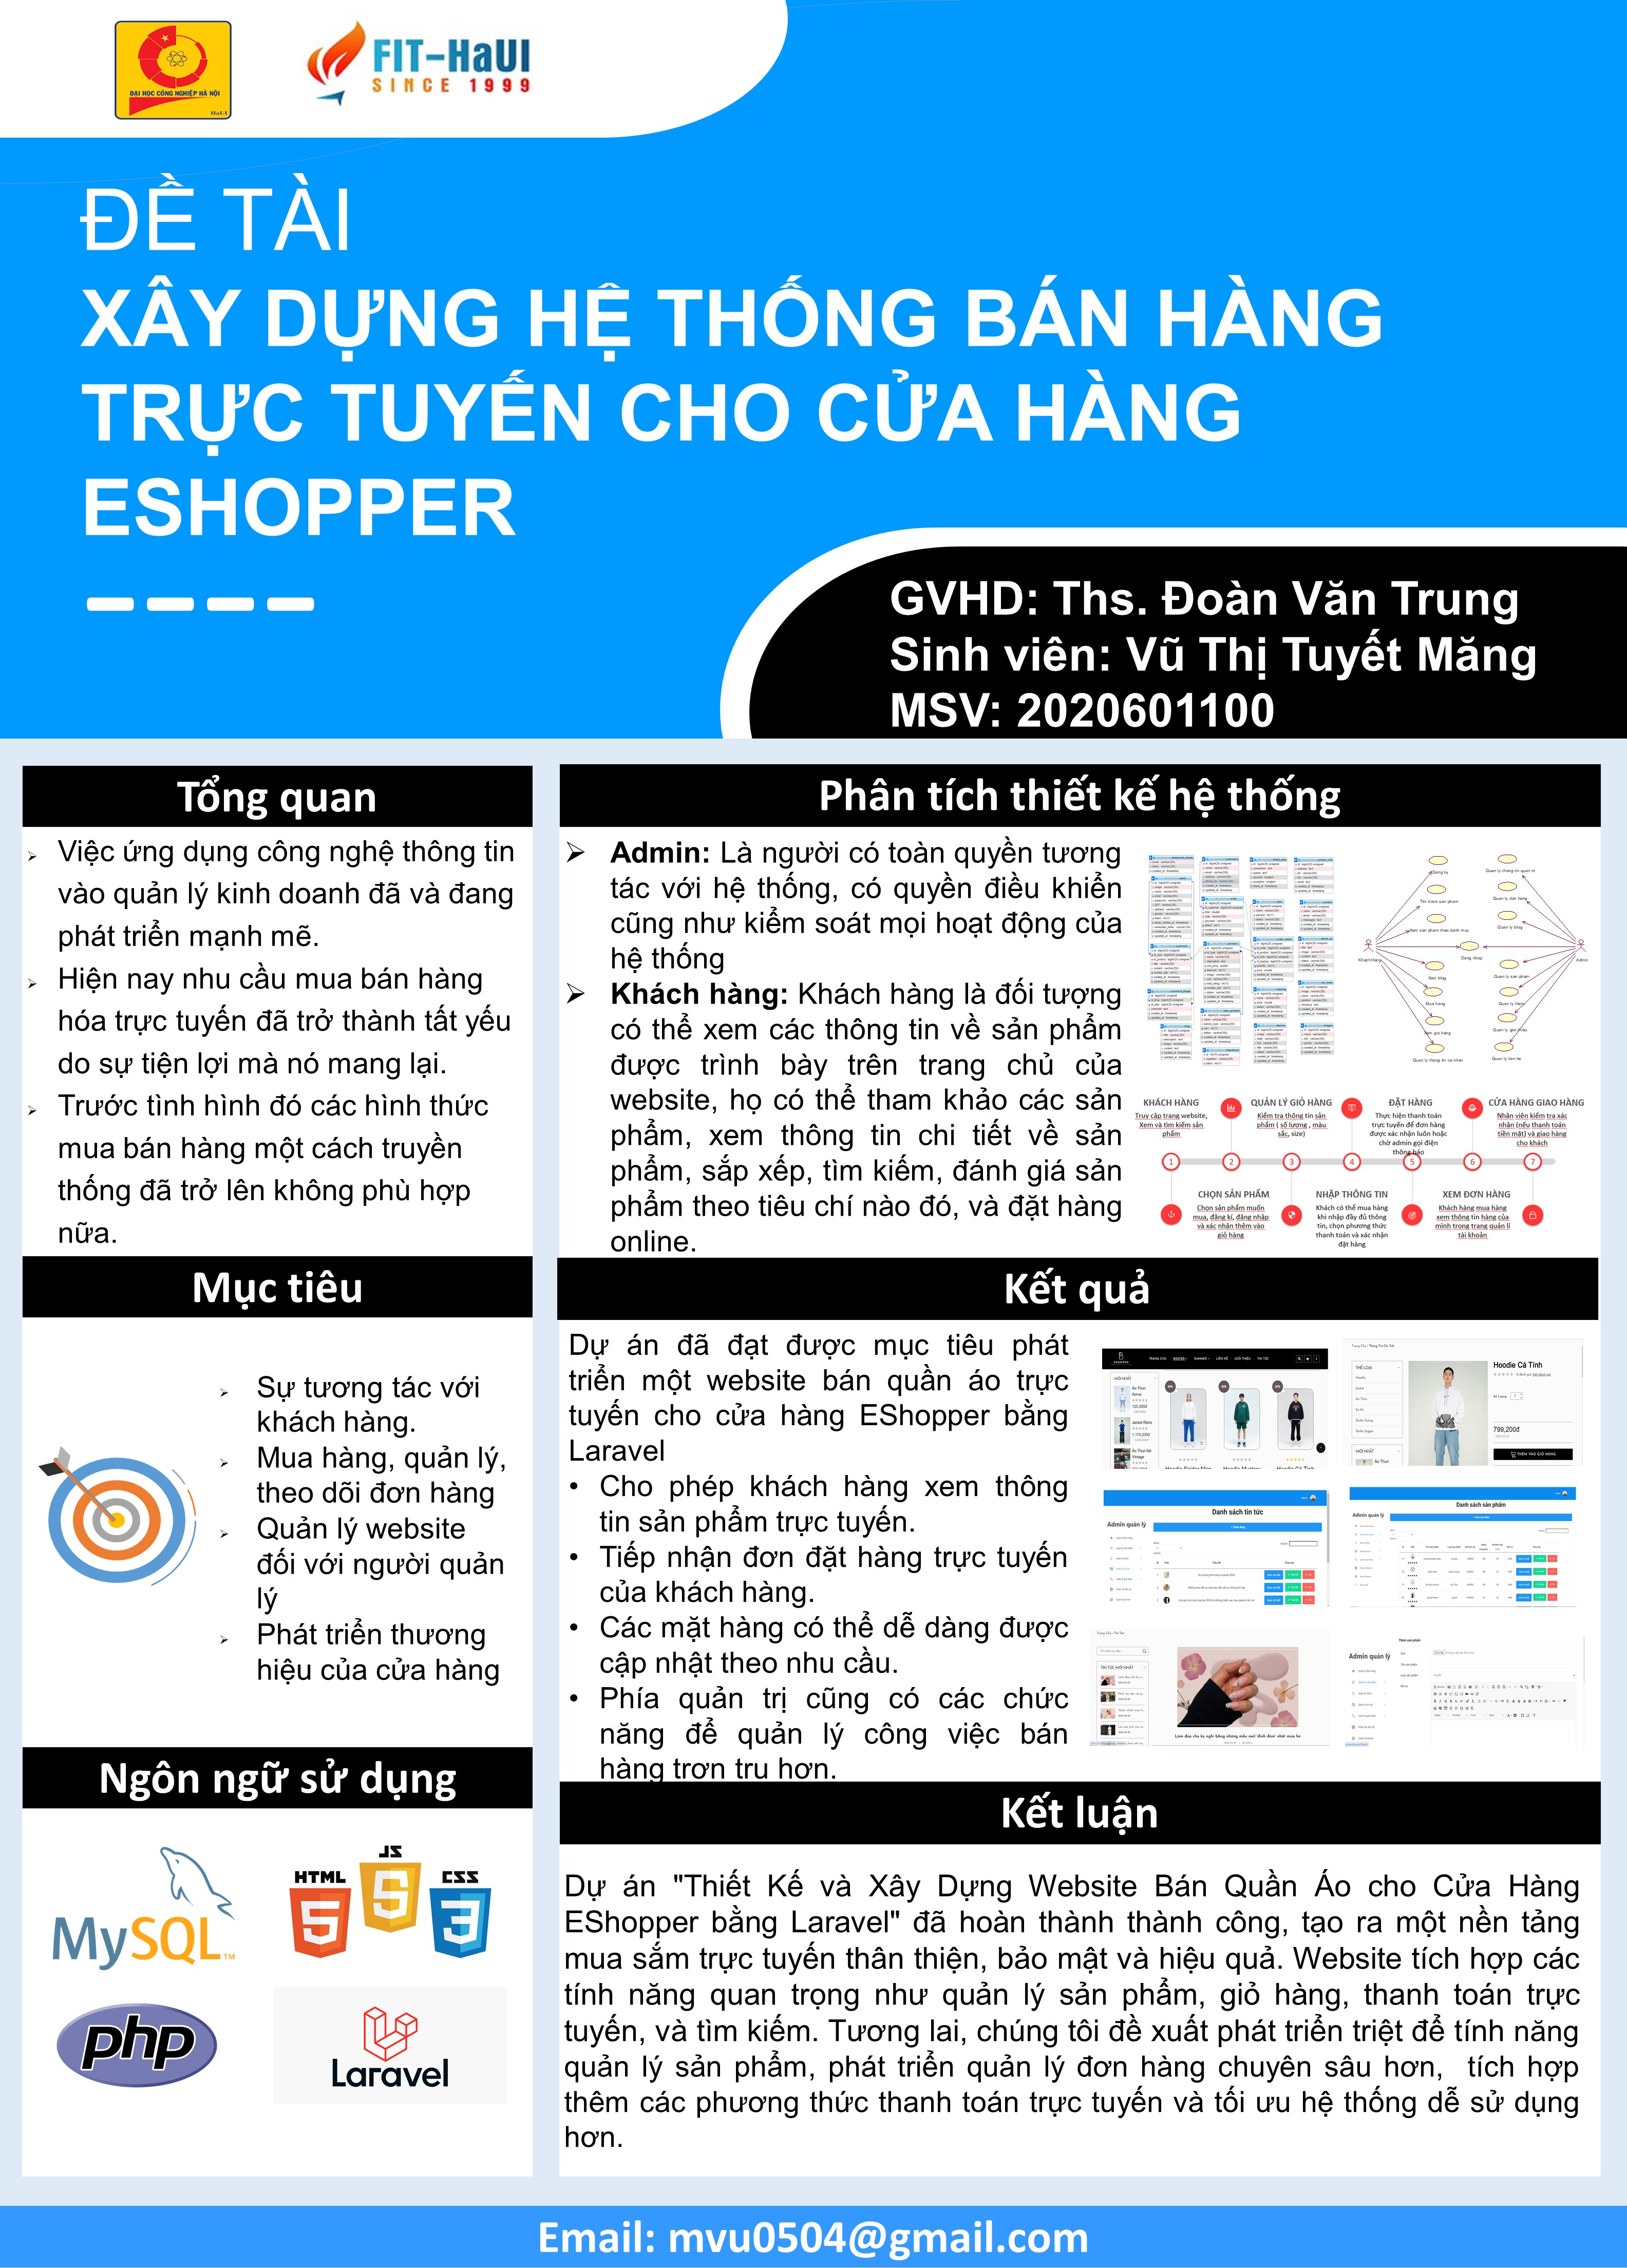 ĐẠI HỌC CÔNG NGHIỆP HÀ NỘI
HaUI
FIT-HaUI
SINCE 1999
ĐỀ TÀI
XÂY DỰNG HỆ THỐNG BÁN HÀNG
TRỰC TUYẾN CHO CỬA HÀNG
ESHOPPER
GVHD: Ths. Đoàn Văn Trung
Sinh viên: Vũ Thị Tuyết Măng
MSV: 2020601100
Tổng quan
Việc ứng dụng công nghệ thông tin
vào quản lý kinh doanh đã và đang
phát triển mạnh mẽ.
Hiện nay nhu cầu mua bán hàng
hóa trực tuyến đã trở thành tất yếu
do sự tiện lợi mà nó mang lại.
Trước tình hình đó các hình thức
mua bán hàng một cách truyền
thống đã trở lên không phù hợp
nữa.
Mục tiêu
Sự tương tác với
khách hàng.
Mua hàng, quản lý,
theo dõi đơn hàng
Quản lý website
đối với người quản
lý
Phát triển thương
hiệu của cửa hàng
Ngôn ngữ sử dụng
MySQL™
HTML
JS
CSS
php
Laravel
Phân tích thiết kế hệ thống
Admin: Là người có toàn quyền tương
tác với hệ thống, có quyền điều khiển
cũng như kiểm soát mọi hoạt động của
hệ thống
Khách hàng: Khách hàng là đối tượng
có thể xem các thông tin về sản phẩm
được trình bày trên trang chủ của
website, họ có thể tham khảo các sản
phẩm, xem thông tin chi tiết về sản
phẩm, sắp xếp, tìm kiếm, đánh giá sản
phẩm theo tiêu chí nào đó, và đặt hàng
online.
KHÁCH HÀNG
Truy cập trang website,
Xem và tìm kiếm sản
phẩm
QUẢN LÝ GIỎ HÀNG
Kiểm tra thông tin sản
phẩm ( số lượng , màu
sắc, size)
ĐẶT HÀNG
Thực hiện thanh toán
trực tuyến để đơn hàng
được xác nhận luôn hoặc
chờ admin gọi điện
thông báo
CỬA HÀNG GIAO HÀNG
Nhân viên kiểm tra xác
nhận (nếu thanh toán
tiền mặt) và giao hàng
cho khách
1 2 3 4 5 6 7
CHỌN SẢN PHẨM
Chọn sản phẩm muốn
mua, đăng kí, đăng nhập
và xác nhận thêm vào
giỏ hàng
NHẬP THÔNG TIN
Khách có thể mua hàng
khi nhập đầy đủ thông
tin, chọn phương thức
thanh toán và xác nhận
đặt hàng
XEM ĐƠN HÀNG
Khách hàng mua hàng
xem thông tin hàng của
mình trong trang quản lí
tài khoản
Kết quả
Dự án đã đạt được mục tiêu phát
triển một website bán quần áo trực
tuyến cho cửa hàng EShopper bằng
Laravel
• Cho phép khách hàng xem thông
tin sản phẩm trực tuyến.
• Tiếp nhận đơn đặt hàng trực tuyến
của khách hàng.
• Các mặt hàng có thể dễ dàng được
cập nhật theo nhu cầu.
• Phía quản trị cũng có các chức
năng để quản lý công việc bán
hàng trơn tru hơn.
Hoodie Cá Tính
799,200đ
THÊM VÀO GIỎ HÀNG
Danh sách tin tức
Admin quản lý
Danh sách sản phẩm
Admin quản lý
TIN TỨC MỚI NHẤT
Admin quản lý
Kết luận
Dự án "Thiết Kế và Xây Dựng Website Bán Quần Áo cho Cửa Hàng
EShopper bằng Laravel" đã hoàn thành thành công, tạo ra một nền tảng
mua sắm trực tuyến thân thiện, bảo mật và hiệu quả. Website tích hợp các
tính năng quan trọng như quản lý sản phẩm, giỏ hàng, thanh toán trực
tuyến, và tìm kiếm. Tương lai, chúng tôi đề xuất phát triển triệt để tính năng
quản lý sản phẩm, phát triển quản lý đơn hàng chuyên sâu hơn, tích hợp
thêm các phương thức thanh toán trực tuyến và tối ưu hệ thống dễ sử dụng
hơn.
Email: mvu0504@gmail.com